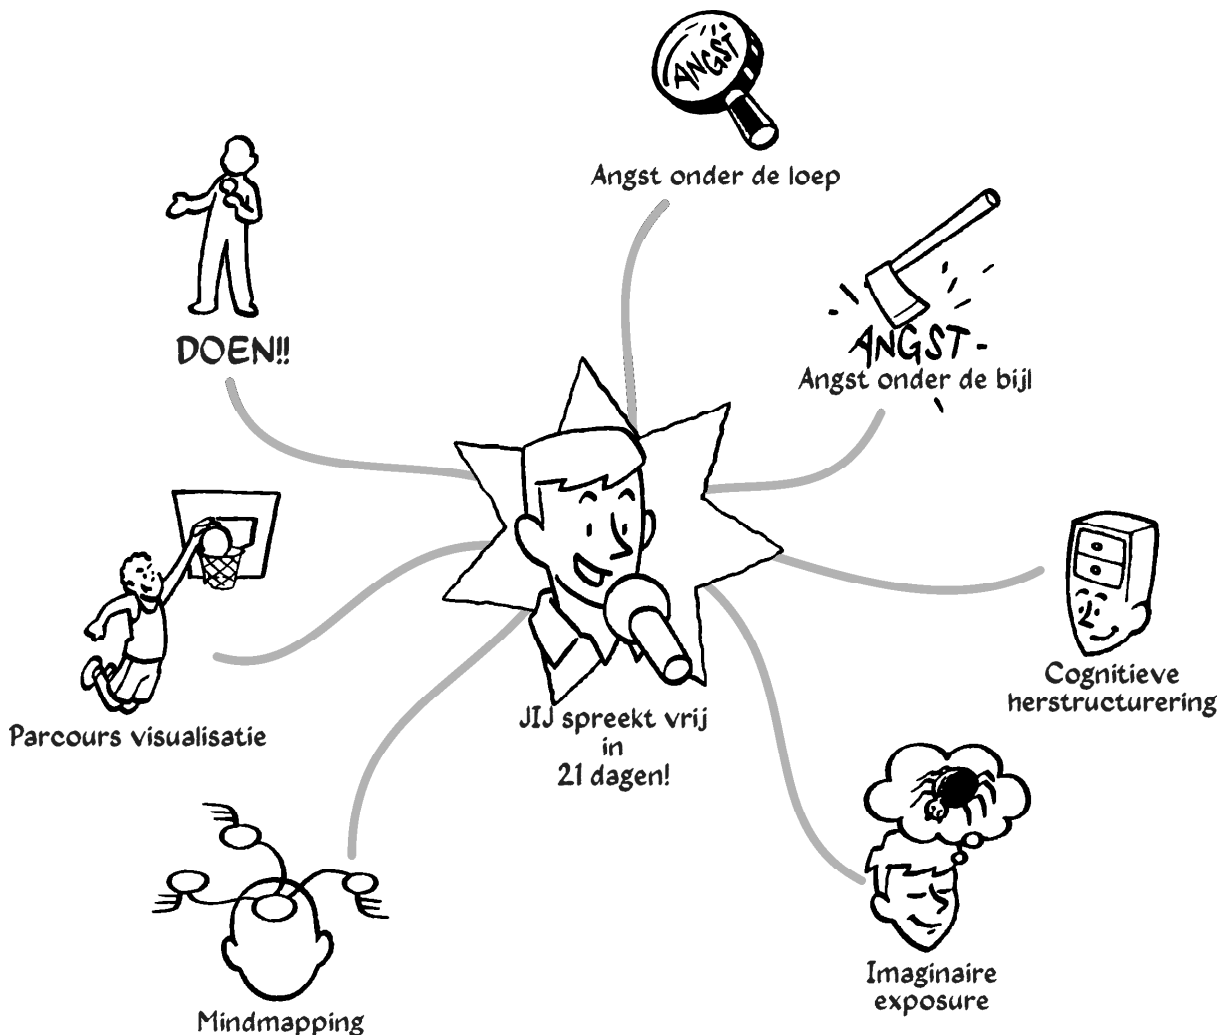 ANGST
Angst onder de loep
ANGST
Angst onder de bijl
DOEN!!
Cognitieve
herstructurering
JIJ spreekt vrij
in
21 dagen!
Parcours visualisatie
Imaginaire
exposure
Mindmapping